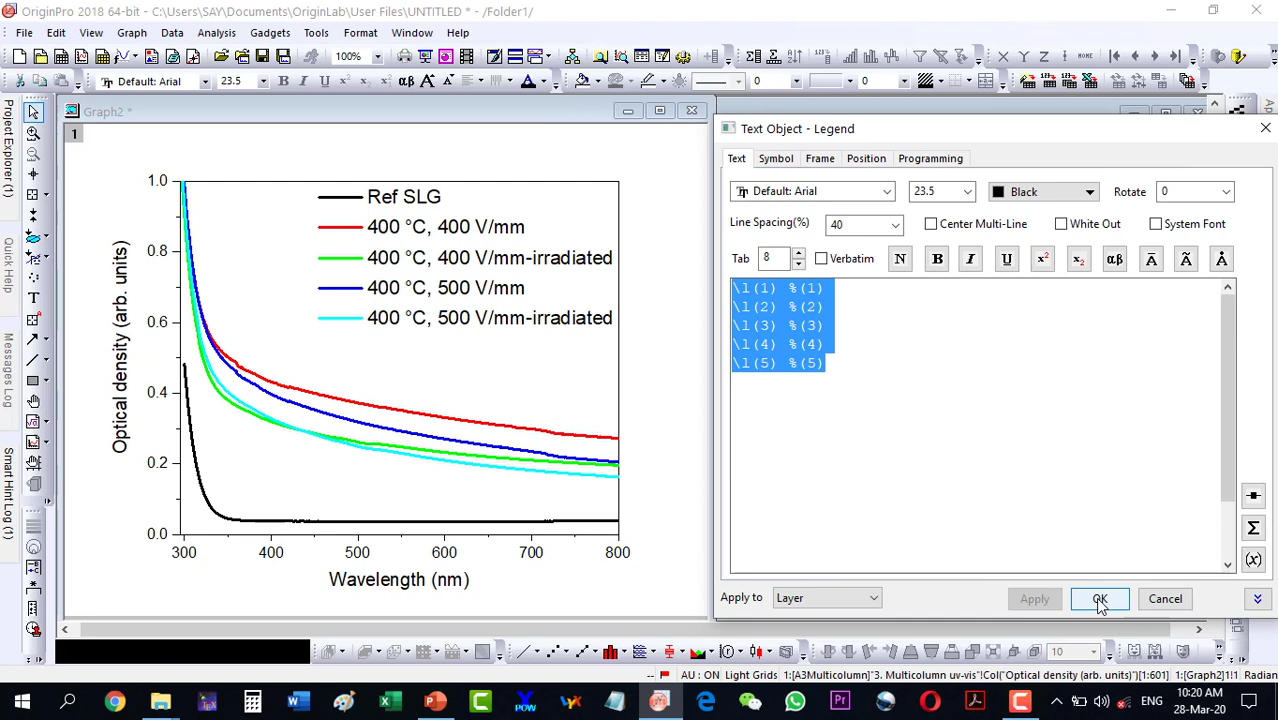 OriginPro 2018 64-bit - C:\Users\SAY\Documents\OriginLab\User Files\UNTITLED * - /Folder1/
File Edit View Graph Data Analysis Gadgets Tools Format Window Help
100%
Default: Arial 23.5 B I U αβ A A A 0 0
Project Explorer (1)
Quick Help
Messages Log
Smart Hint Log (1)
Graph2 *
1
Optical density (arb. units)
1.0
0.8
0.6
0.4
0.2
0.0
300 400 500 600 700 800
Wavelength (nm)
Ref SLG
400 °C, 400 V/mm
400 °C, 400 V/mm-irradiated
400 °C, 500 V/mm
400 °C, 500 V/mm-irradiated
Text Object - Legend
Text Symbol Frame Position Programming
Default: Arial 23.5 Black Rotate 0
Line Spacing(%) 40 Center Multi-Line White Out System Font
Tab 8 Verbatim N B I U x² x₂ αβ A A A
\l(1) %(1)
\l(2) %(2)
\l(3) %(3)
\l(4) %(4)
\l(5) %(5)
Σ
(x)
Apply to Layer Apply OK Cancel
10
AU : ON Light Grids 1:[A3Multicolumn]"3. Multicolumn uv-vis"!Col("Optical density (arb. units)")[1:601] 1:[Graph2]1!1 Radian
ENG 10:20 AM
28-Mar-20